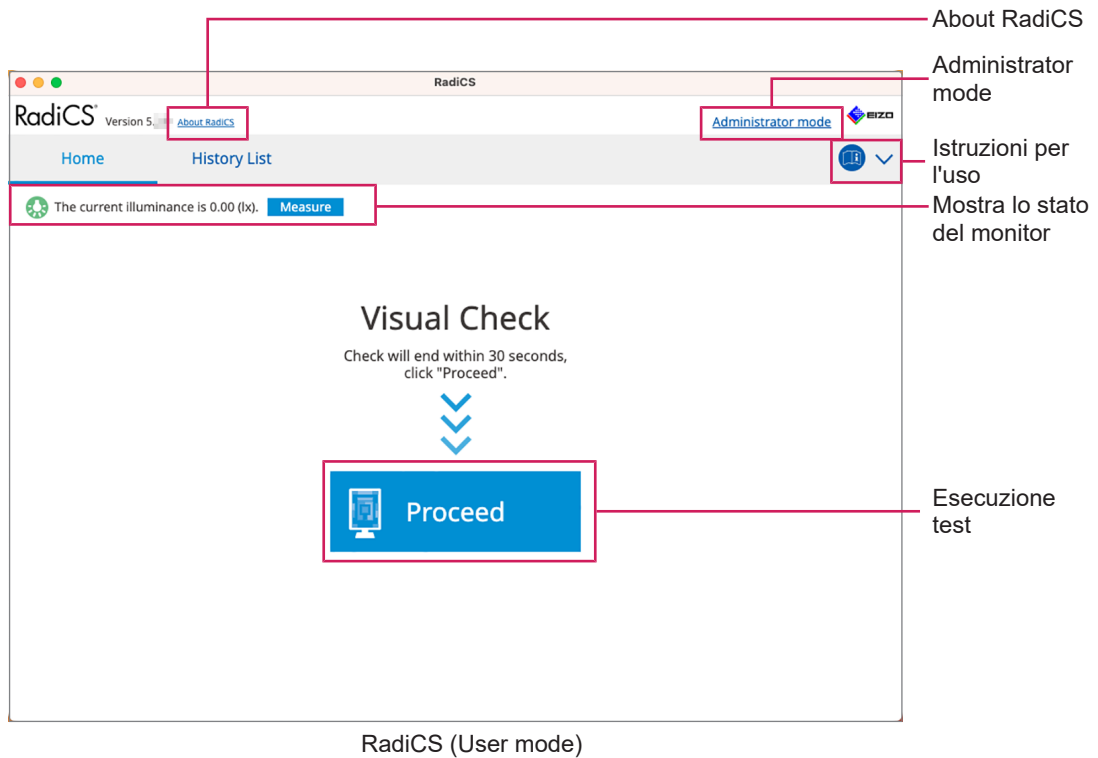 About RadiCS
Administrator
mode
RadiCS
RadiCS® Version 5. About RadiCS
Administrator mode
EIZO
Home
History List
Istruzioni per
l'uso
The current illuminance is 0.00 (lx).
Measure
Mostra lo stato
del monitor
Visual Check
Check will end within 30 seconds,
click "Proceed".
Proceed
Esecuzione
test
RadiCS (User mode)